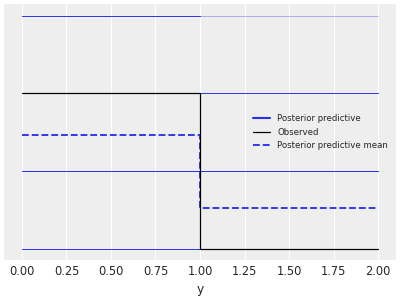 Posterior predictive
Observed
Posterior predictive mean
0.00 0.25 0.50 0.75 1.00 1.25 1.50 1.75 2.00
y